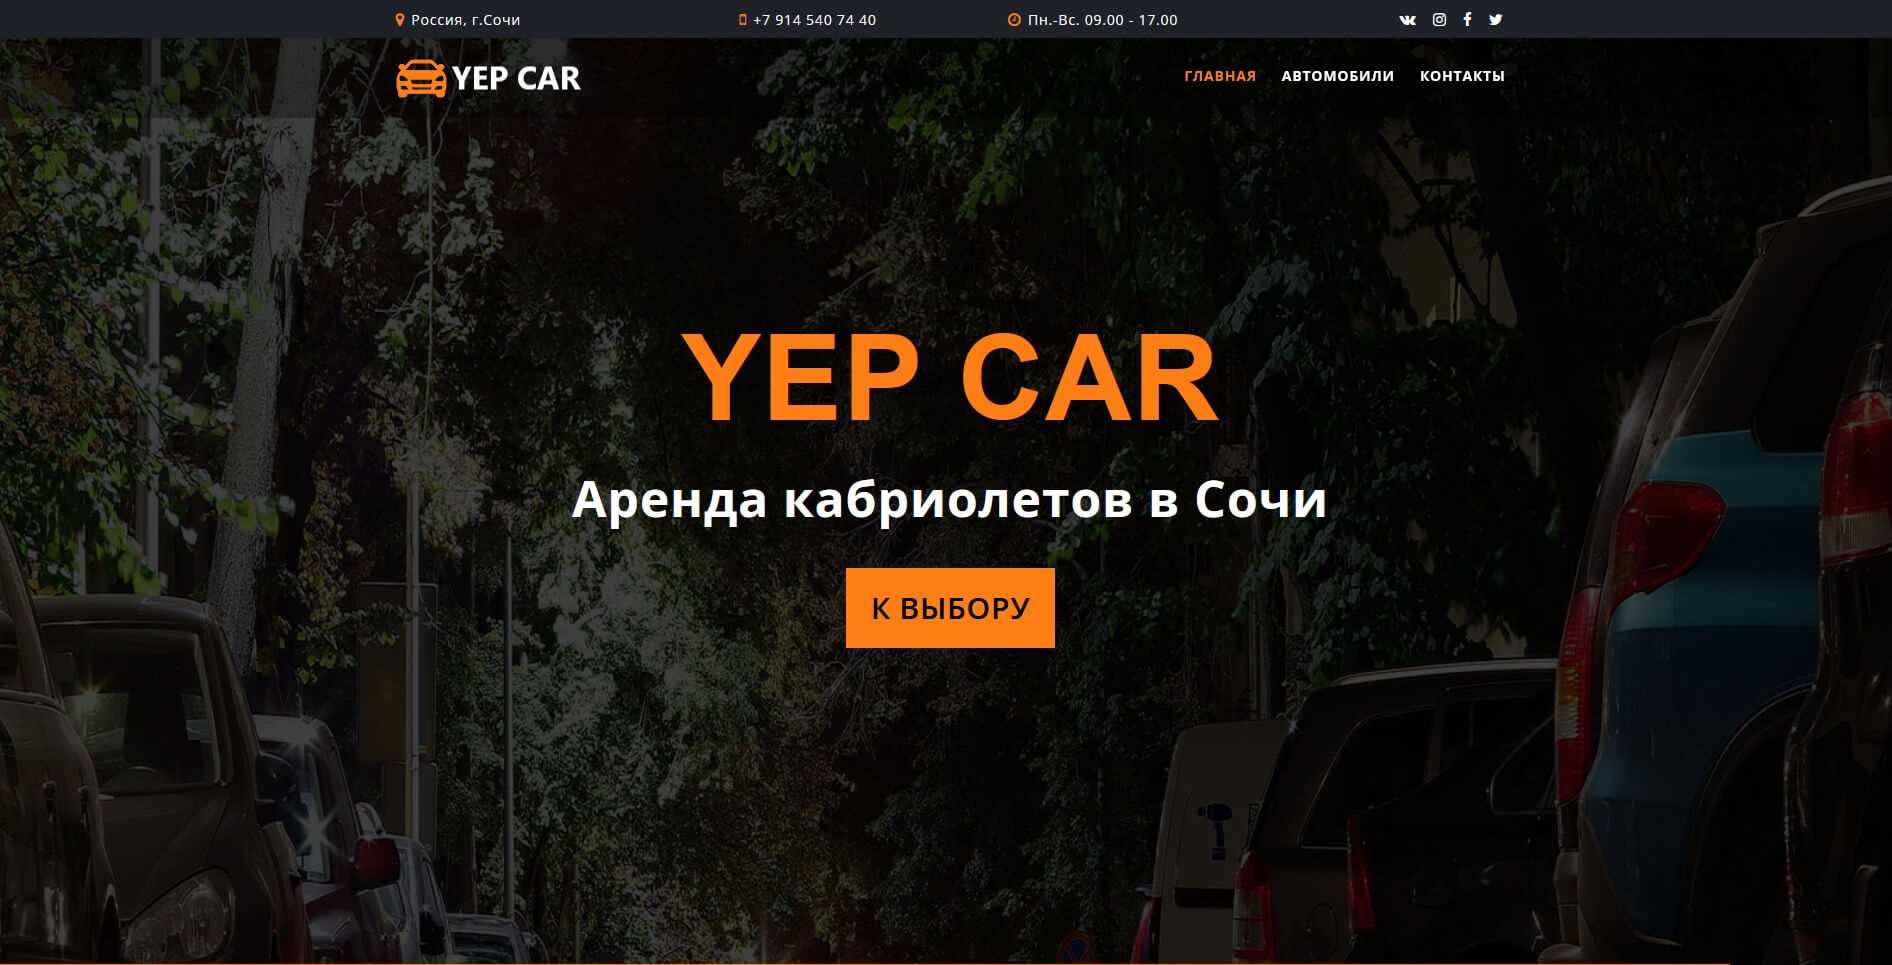 Россия, г.Сочи
+7 914 540 74 40
Пн.-Вс. 09.00 - 17.00
YEP CAR
ГЛАВНАЯ
АВТОМОБИЛИ
КОНТАКТЫ
YEP CAR
Аренда кабриолетов в Сочи
К ВЫБОРУ